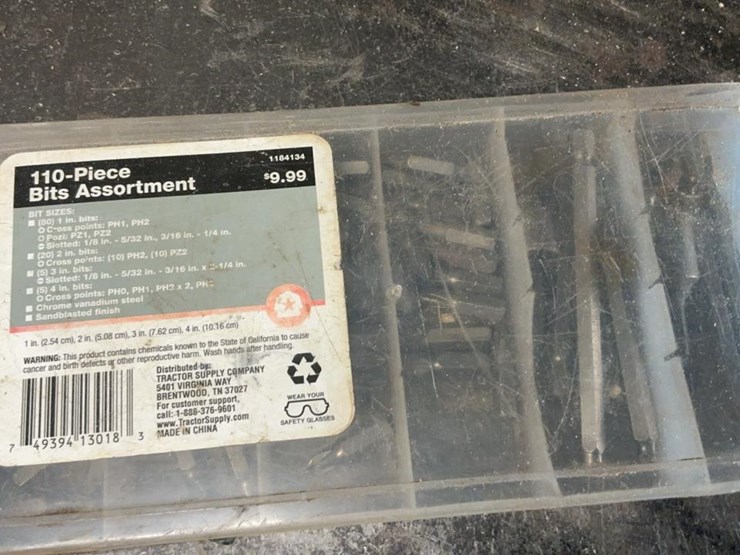 110-Piece
Bits Assortment
1184134
$9.99
BIT SIZES:
(80) 1 in. bits:
Cross points: PH1, PH2
Pozi: PZ1, PZ2
Slotted: 1/8 in. - 5/32 in., 3/16 in. - 1/4 in.
(20) 2 in. bits:
Cross points: (10) PH2, (10) PZ2
(5) 3 in. bits:
Slotted: 1/8 in. - 5/32 in. - 3/16 in. x 2-1/4 in.
(5) 4 in. bits:
Cross points: PH0, PH1, PH2 x 2,
Chrome vanadium steel
Sandblasted finish
1 in. (2.54 cm), 2 in. (5.08 cm), 3 in. (7.62 cm), 4 in. (10.16 cm)
WARNING: This product contains chemicals known to the State of California to cause
cancer and birth defects or other reproductive harm. Wash hands after handling.
Distributed by:
TRACTOR SUPPLY COMPANY
5401 VIRGINIA WAY
BRENTWOOD, TN 37027
For customer support,
call: 1-888-376-9601
www.TractorSupply.com
MADE IN CHINA
WEAR YOUR
SAFETY GLASSES
7 49394 13018 3